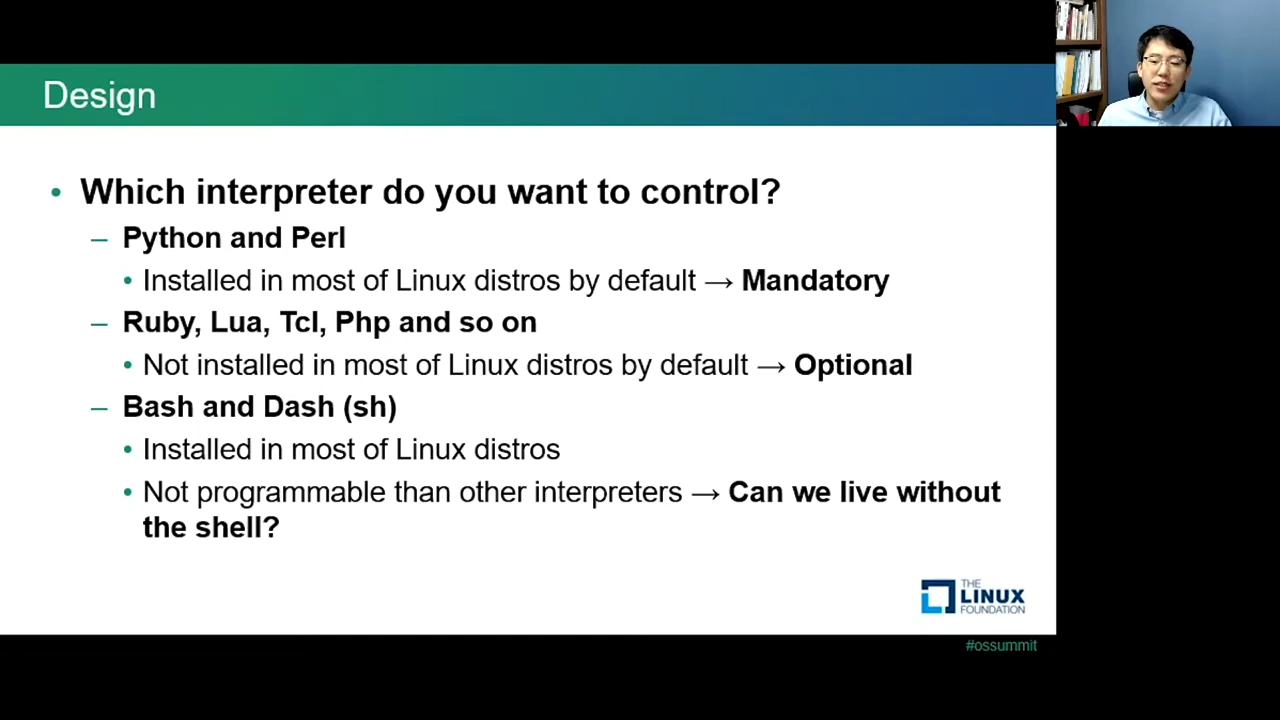 Design
• Which interpreter do you want to control?
– Python and Perl
• Installed in most of Linux distros by default → Mandatory
– Ruby, Lua, Tcl, Php and so on
• Not installed in most of Linux distros by default → Optional
– Bash and Dash (sh)
• Installed in most of Linux distros
• Not programmable than other interpreters → Can we live without
the shell?
THE
LINUX
FOUNDATION
#ossummit